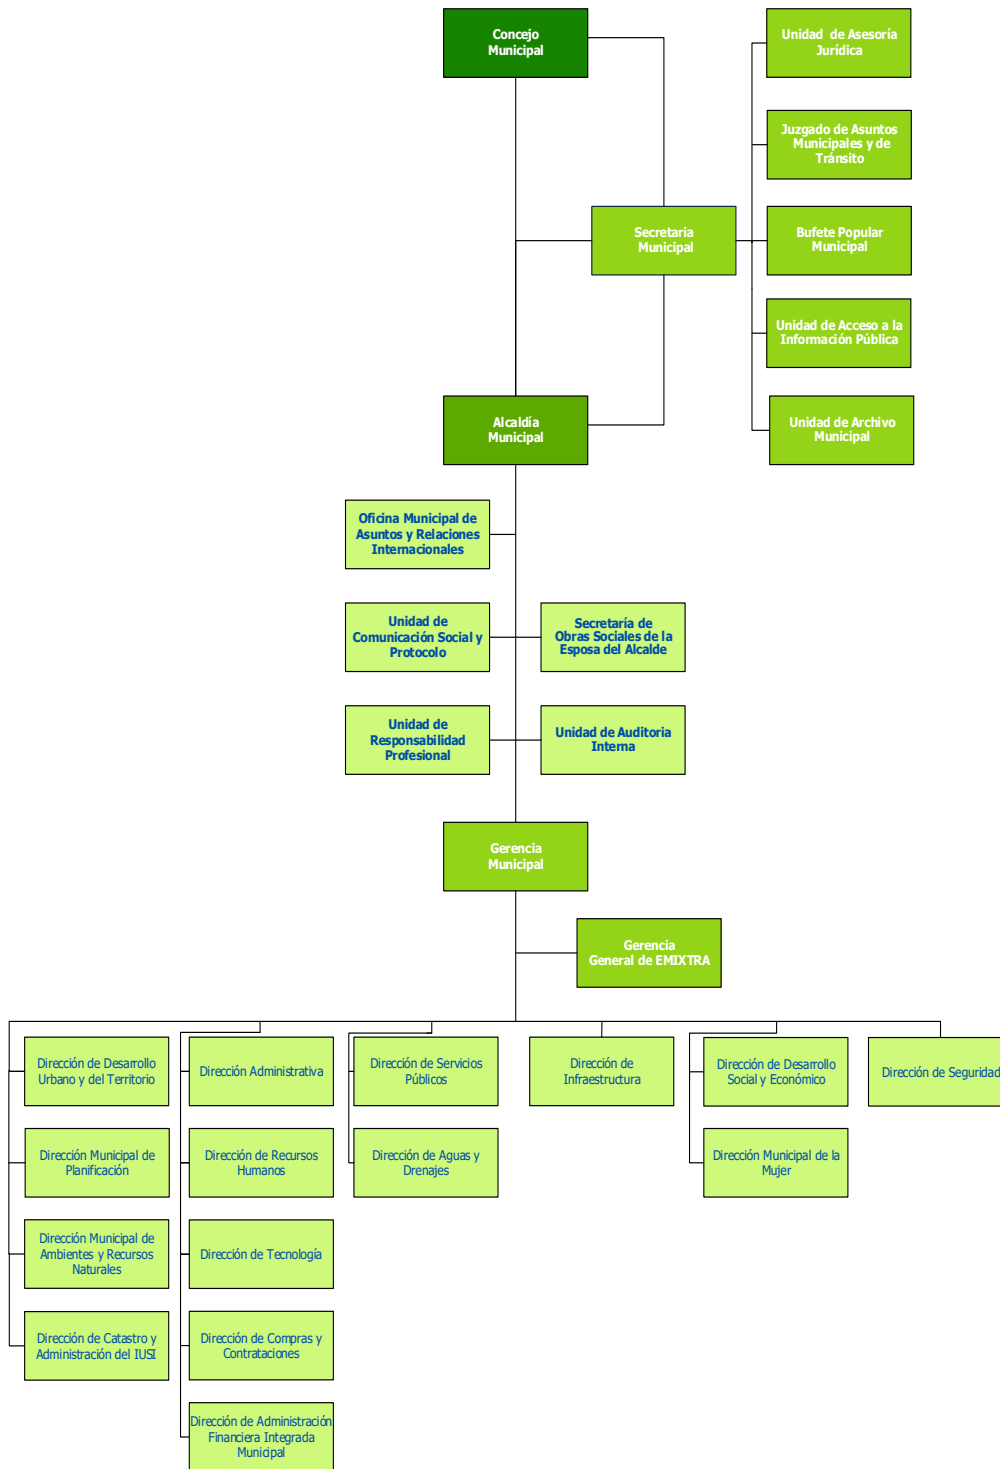 Concejo
Municipal
Unidad de Asesoría
Jurídica
Juzgado de Asuntos
Municipales y de
Tránsito
Secretaria
Municipal
Bufete Popular
Municipal
Unidad de Acceso a la
Información Pública
Alcaldía
Municipal
Unidad de Archivo
Municipal
Oficina Municipal de
Asuntos y Relaciones
Internacionales
Unidad de
Comunicación Social y
Protocolo
Secretaría de
Obras Sociales de la
Esposa del Alcalde
Unidad de
Responsabilidad
Profesional
Unidad de Auditoria
Interna
Gerencia
Municipal
Gerencia
General de EMIXTRA
Dirección de Desarrollo
Urbano y del Territorio
Dirección Administrativa
Dirección de Servicios
Públicos
Dirección de
Infraestructura
Dirección de Desarrollo
Social y Económico
Dirección de Seguridad
Dirección Municipal de
Planificación
Dirección de Recursos
Humanos
Dirección de Aguas y
Drenajes
Dirección Municipal de la
Mujer
Dirección Municipal de
Ambientes y Recursos
Naturales
Dirección de Tecnología
Dirección de Catastro y
Administración del IUSI
Dirección de Compras y
Contrataciones
Dirección de Administración
Financiera Integrada
Municipal